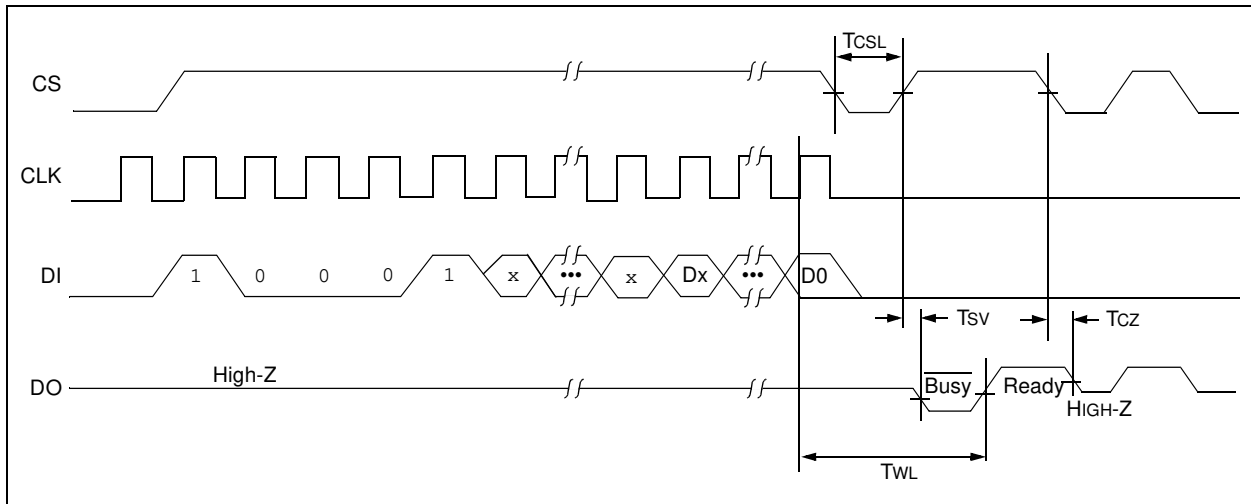 TCSL
CS
CLK
DI 1 0 0 0 1 x ••• x Dx ••• D0
TSV TCZ
DO High-Z Busy Ready
HIGH-Z
TWL